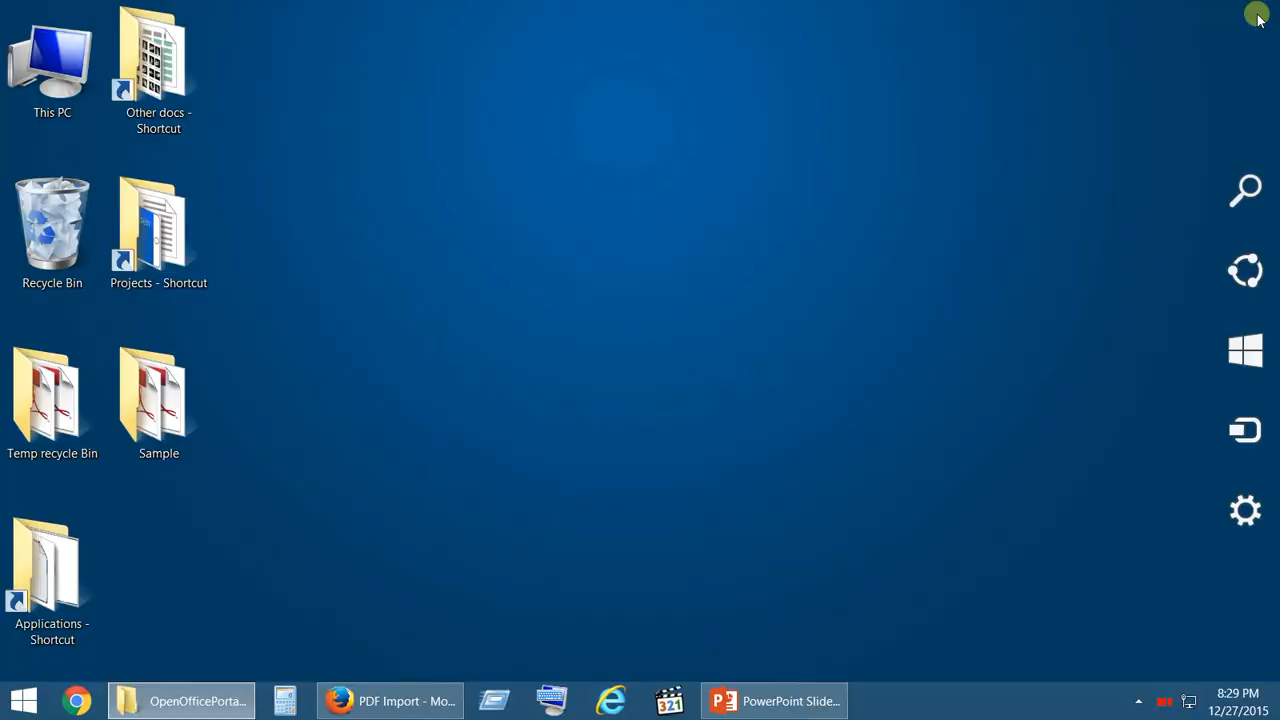 This PC
Other docs -
Shortcut
Recycle Bin
Projects - Shortcut
Temp recycle Bin
Sample
Applications -
Shortcut
OpenOfficePorta...
PDF Import - Mo...
321
PowerPoint Slide...
8:29 PM
12/27/2015